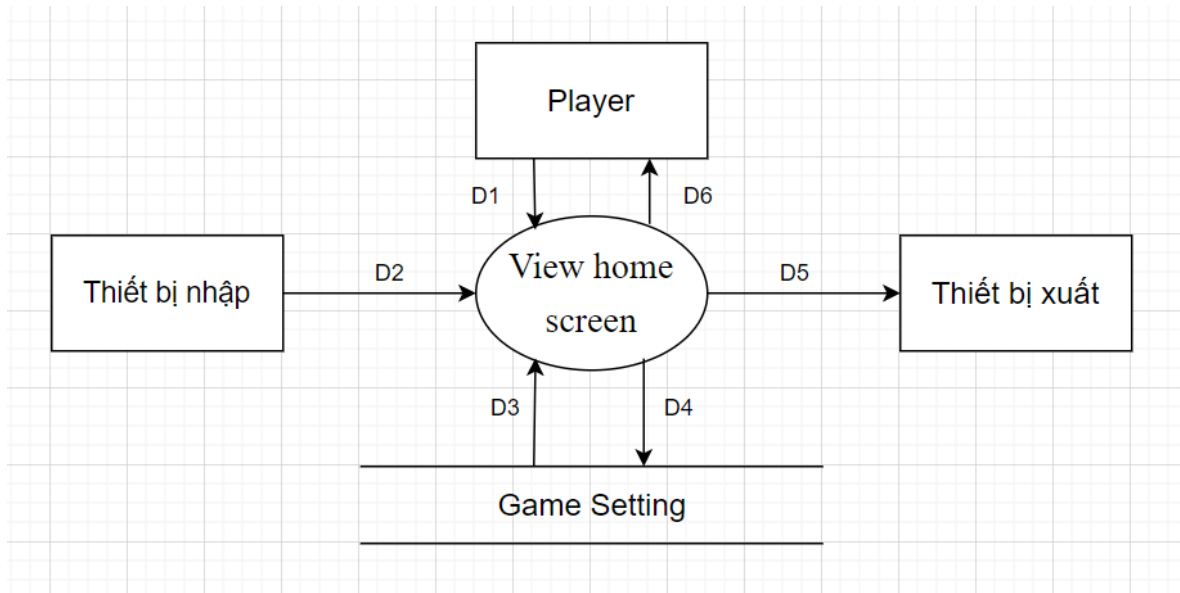 Player
D1
D6
Thiết bị nhập
D2
View home
screen
D5
Thiết bị xuất
D3
D4
Game Setting